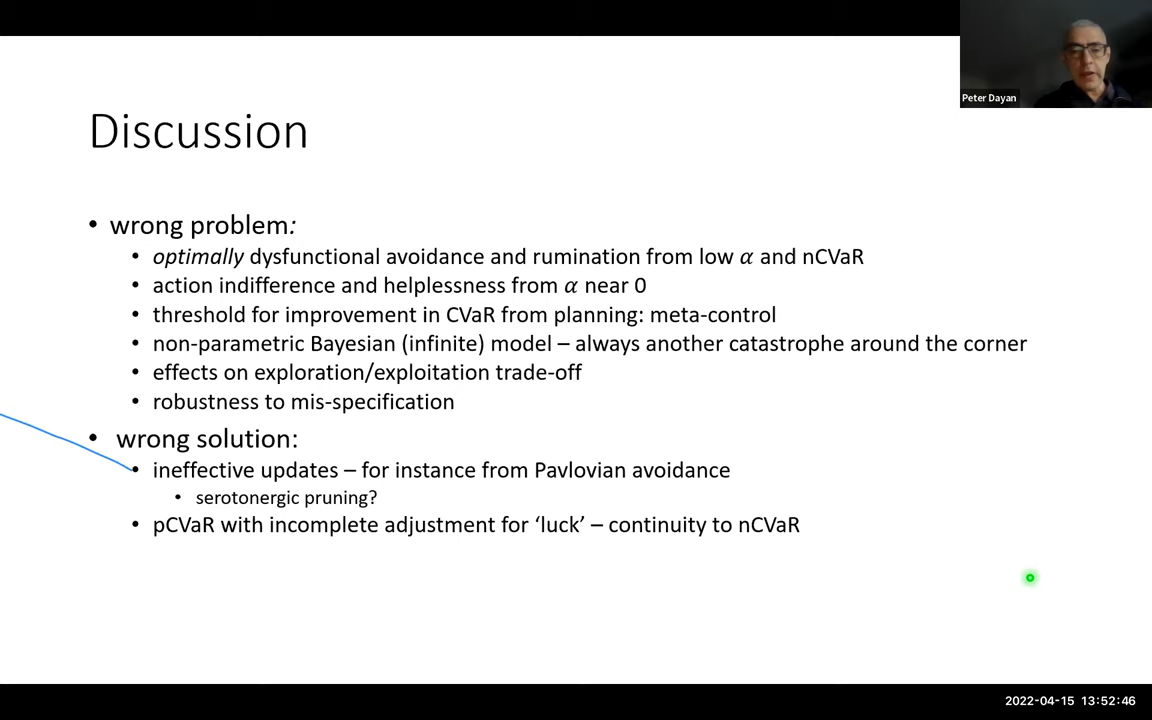 Peter Dayan
Discussion
• wrong problem:
• optimally dysfunctional avoidance and rumination from low α and nCVaR
• action indifference and helplessness from α near 0
• threshold for improvement in CVaR from planning: meta-control
• non-parametric Bayesian (infinite) model – always another catastrophe around the corner
• effects on exploration/exploitation trade-off
• robustness to mis-specification
• wrong solution:
• ineffective updates – for instance from Pavlovian avoidance
• serotonergic pruning?
• pCVaR with incomplete adjustment for ‘luck’ – continuity to nCVaR
2022-04-15 13:52:46